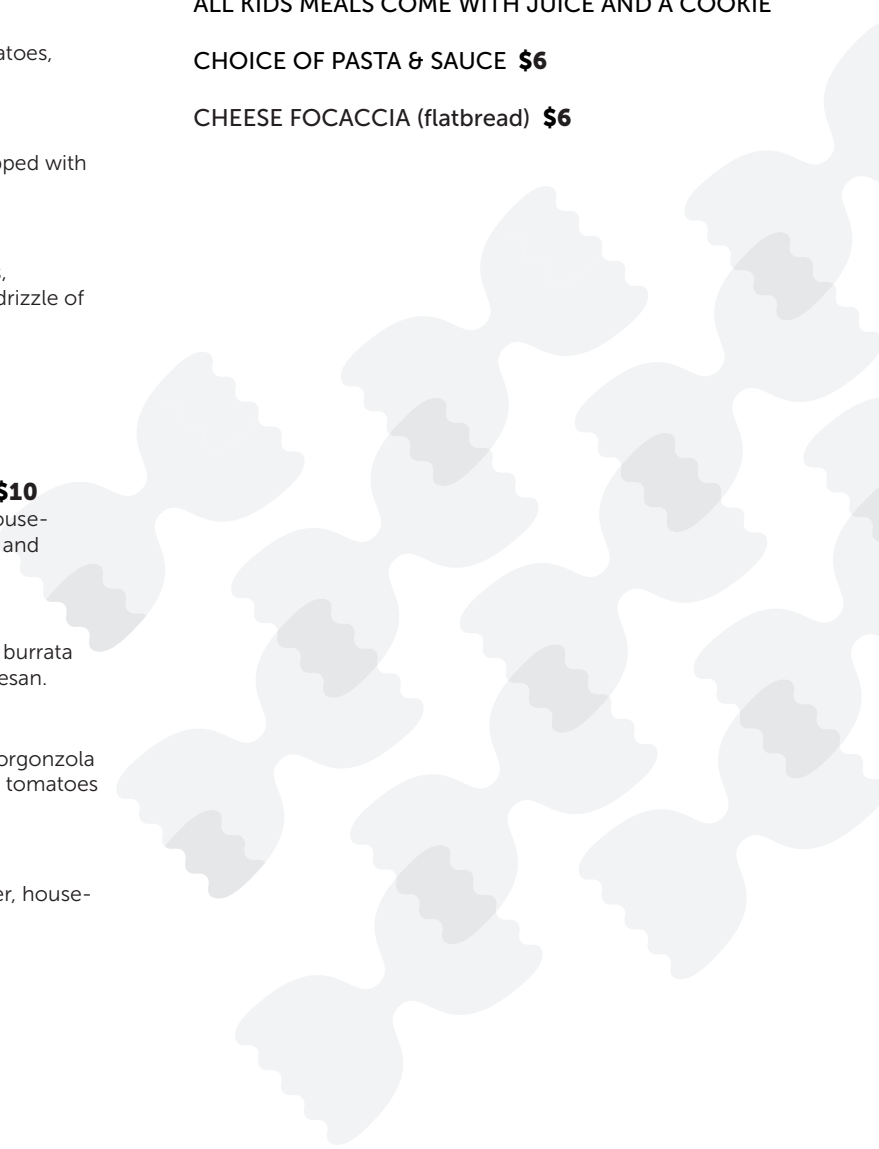 atoes,
pped with
,
drizzle of
$10
ouse-
and
burrata
esan.
orgonzola
tomatoes
er, house-
ALL KIDS MEALS COME WITH JUICE AND A COOKIE
CHOICE OF PASTA & SAUCE $6
CHEESE FOCACCIA (flatbread) $6